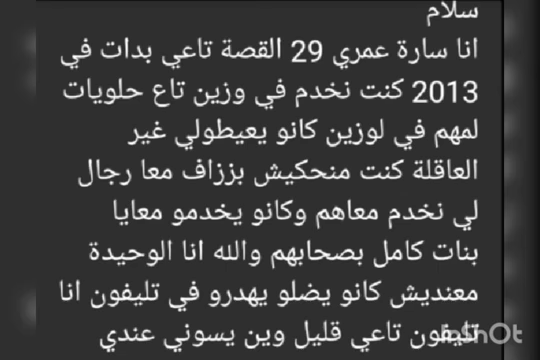 سلام
انا سارة عمري 29 القصة تاعي بدات في
2013 كنت نخدم في وزين تاع حلويات
لمهم في لوزين كانو يعيطولي غير
العاقلة كنت منحكيش بززاف معا رجال
لي نخدم معاهم وكانو يخدمو معايا
بنات كامل بصحابهم والله انا الوحيدة
معنديش كانو يضلو يهدرو في تليفون انا
تليفون تاعي قليل وين يسوني عندي
InShOt